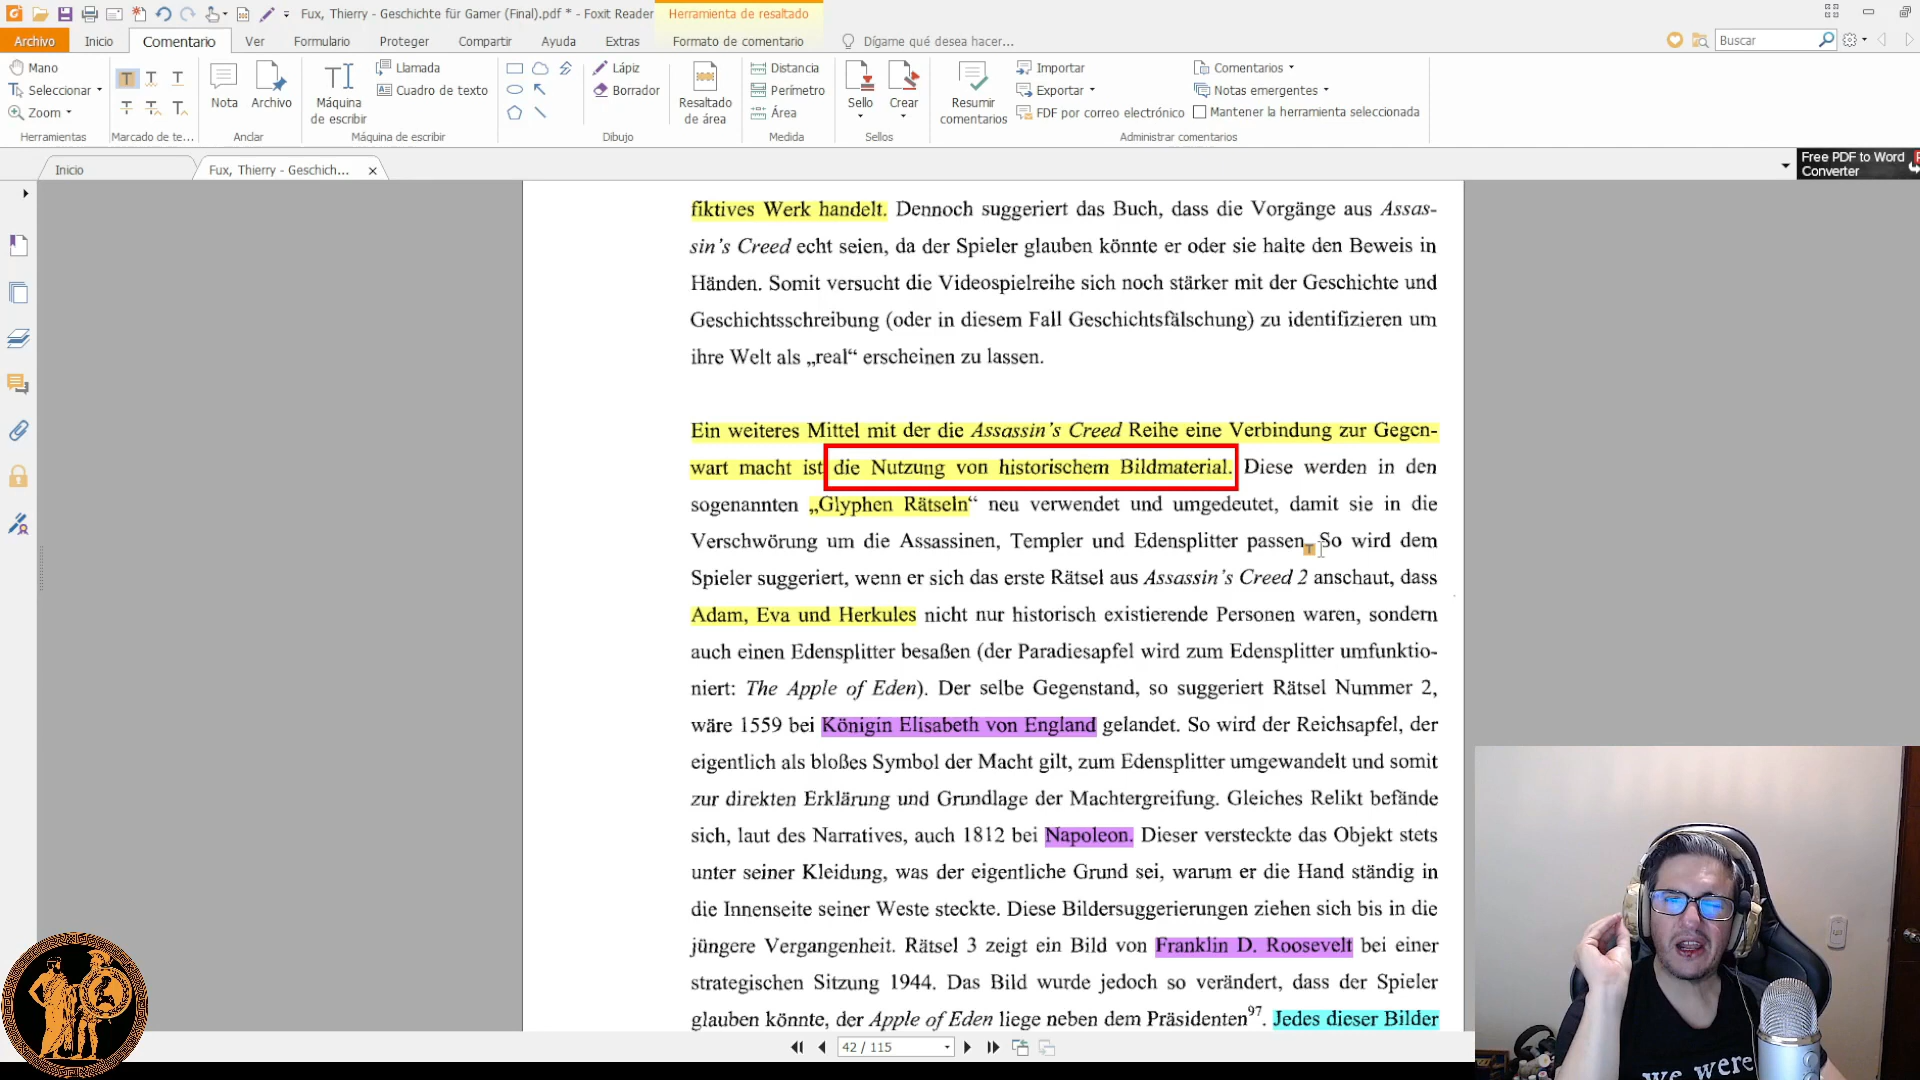 Fux, Thierry - Geschichte für Gamer (Final).pdf * - Foxit Reader
Herramienta de resaltado
Archivo
Inicio
Comentario
Ver
Formulario
Proteger
Compartir
Ayuda
Extras
Formato de comentario
Dígame qué desea hacer...
Buscar
Mano
Seleccionar
Zoom
Herramientas
Marcado de te...
Nota
Archivo
Anclar
Máquina
de escribir
Llamada
Cuadro de texto
Máquina de escribir
Lápiz
Borrador
Dibujo
Resaltado
de área
Distancia
Perímetro
Área
Medida
Sello
Crear
Sellos
Resumir
comentarios
Importar
Exportar
FDF por correo electrónico
Comentarios
Notas emergentes
Mantener la herramienta seleccionada
Administrar comentarios
Inicio
Fux, Thierry - Geschich...
Free PDF to Word
Converter
fiktives Werk handelt. Dennoch suggeriert das Buch, dass die Vorgänge aus Assas-
sin's Creed echt seien, da der Spieler glauben könnte er oder sie halte den Beweis in
Händen. Somit versucht die Videospielreihe sich noch stärker mit der Geschichte und
Geschichtsschreibung (oder in diesem Fall Geschichtsfälschung) zu identifizieren um
ihre Welt als „real“ erscheinen zu lassen.
Ein weiteres Mittel mit der die Assassin's Creed Reihe eine Verbindung zur Gegen-
wart macht ist die Nutzung von historischem Bildmaterial. Diese werden in den
sogenannten „Glyphen Rätseln“ neu verwendet und umgedeutet, damit sie in die
Verschwörung um die Assassinen, Templer und Edensplitter passen. So wird dem
Spieler suggeriert, wenn er sich das erste Rätsel aus Assassin's Creed 2 anschaut, dass
Adam, Eva und Herkules nicht nur historisch existierende Personen waren, sondern
auch einen Edensplitter besaßen (der Paradiesapfel wird zum Edensplitter umfunktio-
niert: The Apple of Eden). Der selbe Gegenstand, so suggeriert Rätsel Nummer 2,
wäre 1559 bei Königin Elisabeth von England gelandet. So wird der Reichsapfel, der
eigentlich als bloßes Symbol der Macht gilt, zum Edensplitter umgewandelt und somit
zur direkten Erklärung und Grundlage der Machtergreifung. Gleiches Relikt befände
sich, laut des Narratives, auch 1812 bei Napoleon. Dieser versteckte das Objekt stets
unter seiner Kleidung, was der eigentliche Grund sei, warum er die Hand ständig in
die Innenseite seiner Weste steckte. Diese Bildersuggerierungen ziehen sich bis in die
jüngere Vergangenheit. Rätsel 3 zeigt ein Bild von Franklin D. Roosevelt bei einer
strategischen Sitzung 1944. Das Bild wurde jedoch so verändert, dass der Spieler
glauben könnte, der Apple of Eden liege neben dem Präsidenten97. Jedes dieser Bilder
42 / 115
we were